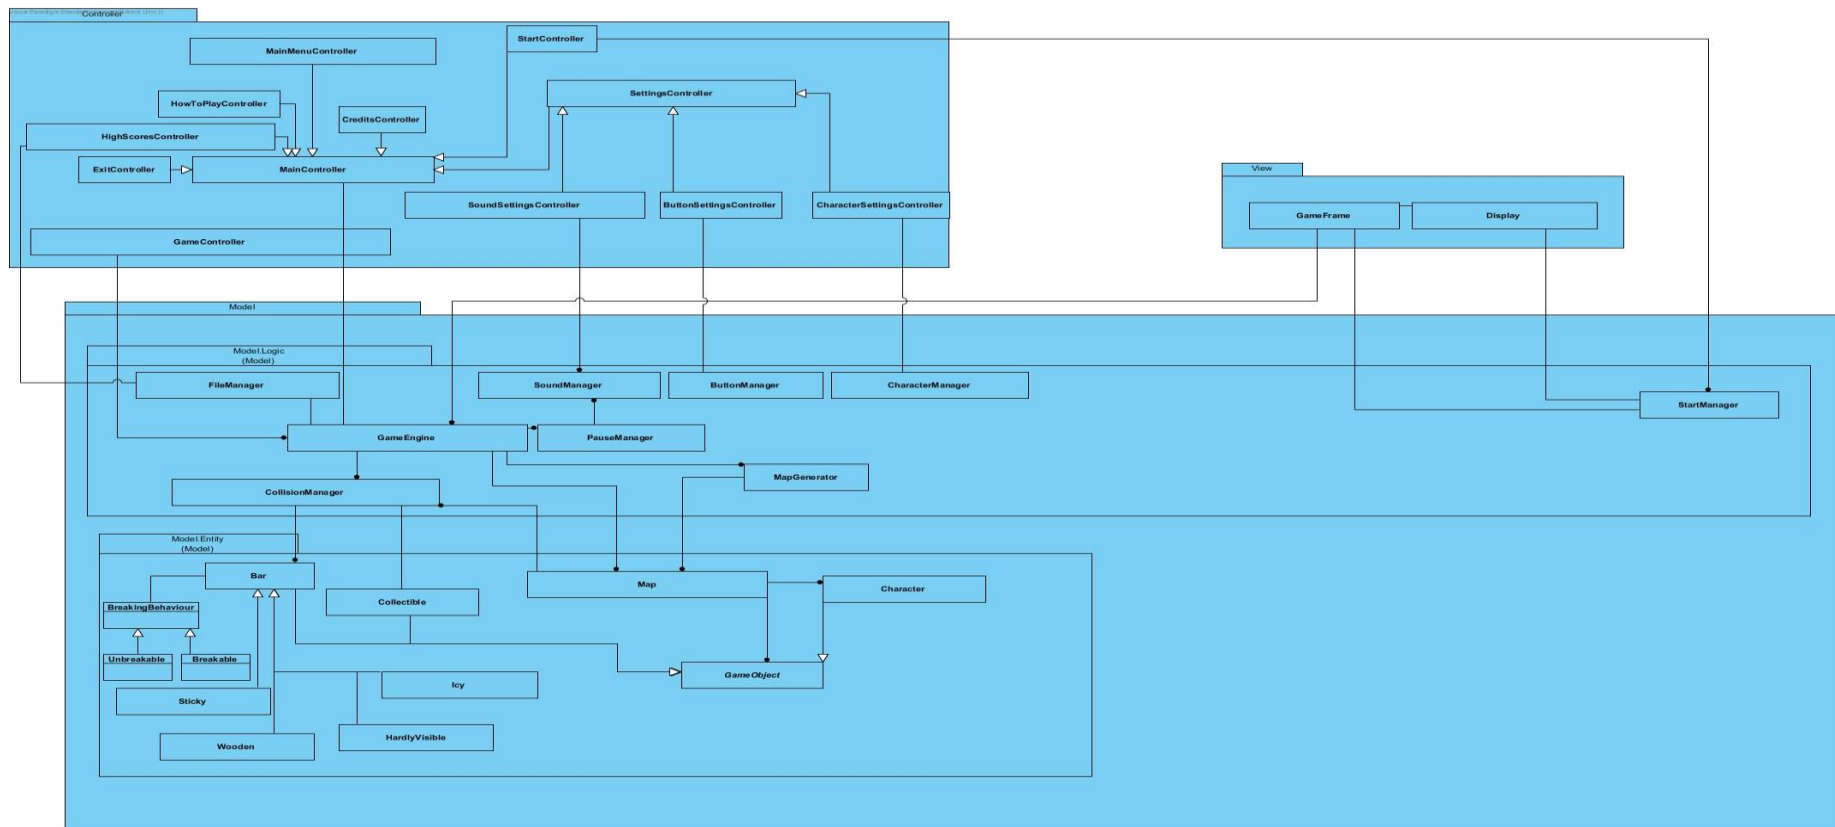 Controller
StartController
MainMenuController
SettingsController
HowToPlayController
CreditsController
HighScoresController
ExitController
MainController
SoundSettingsController
ButtonSettingsController
CharacterSettingsController
GameController
View
GameFrame
Display
Model
Model.Logic
(Model)
FileManager
SoundManager
ButtonManager
CharacterManager
StartManager
GameEngine
PauseManager
MapGenerator
CollisionManager
Model.Entity
(Model)
Bar
Map
Character
BreakingBehaviour
Collectible
Unbreakable
Breakable
GameObject
Icy
Sticky
HardlyVisible
Wooden